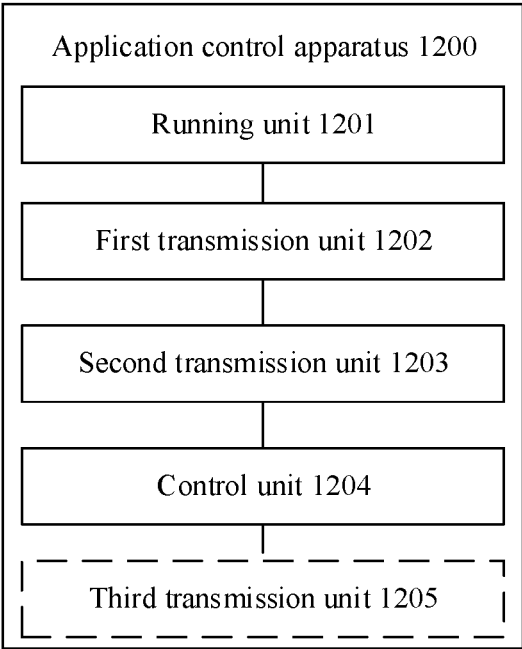 Application control apparatus 1200
Running unit 1201
First transmission unit 1202
Second transmission unit 1203
Control unit 1204
Third transmission unit 1205